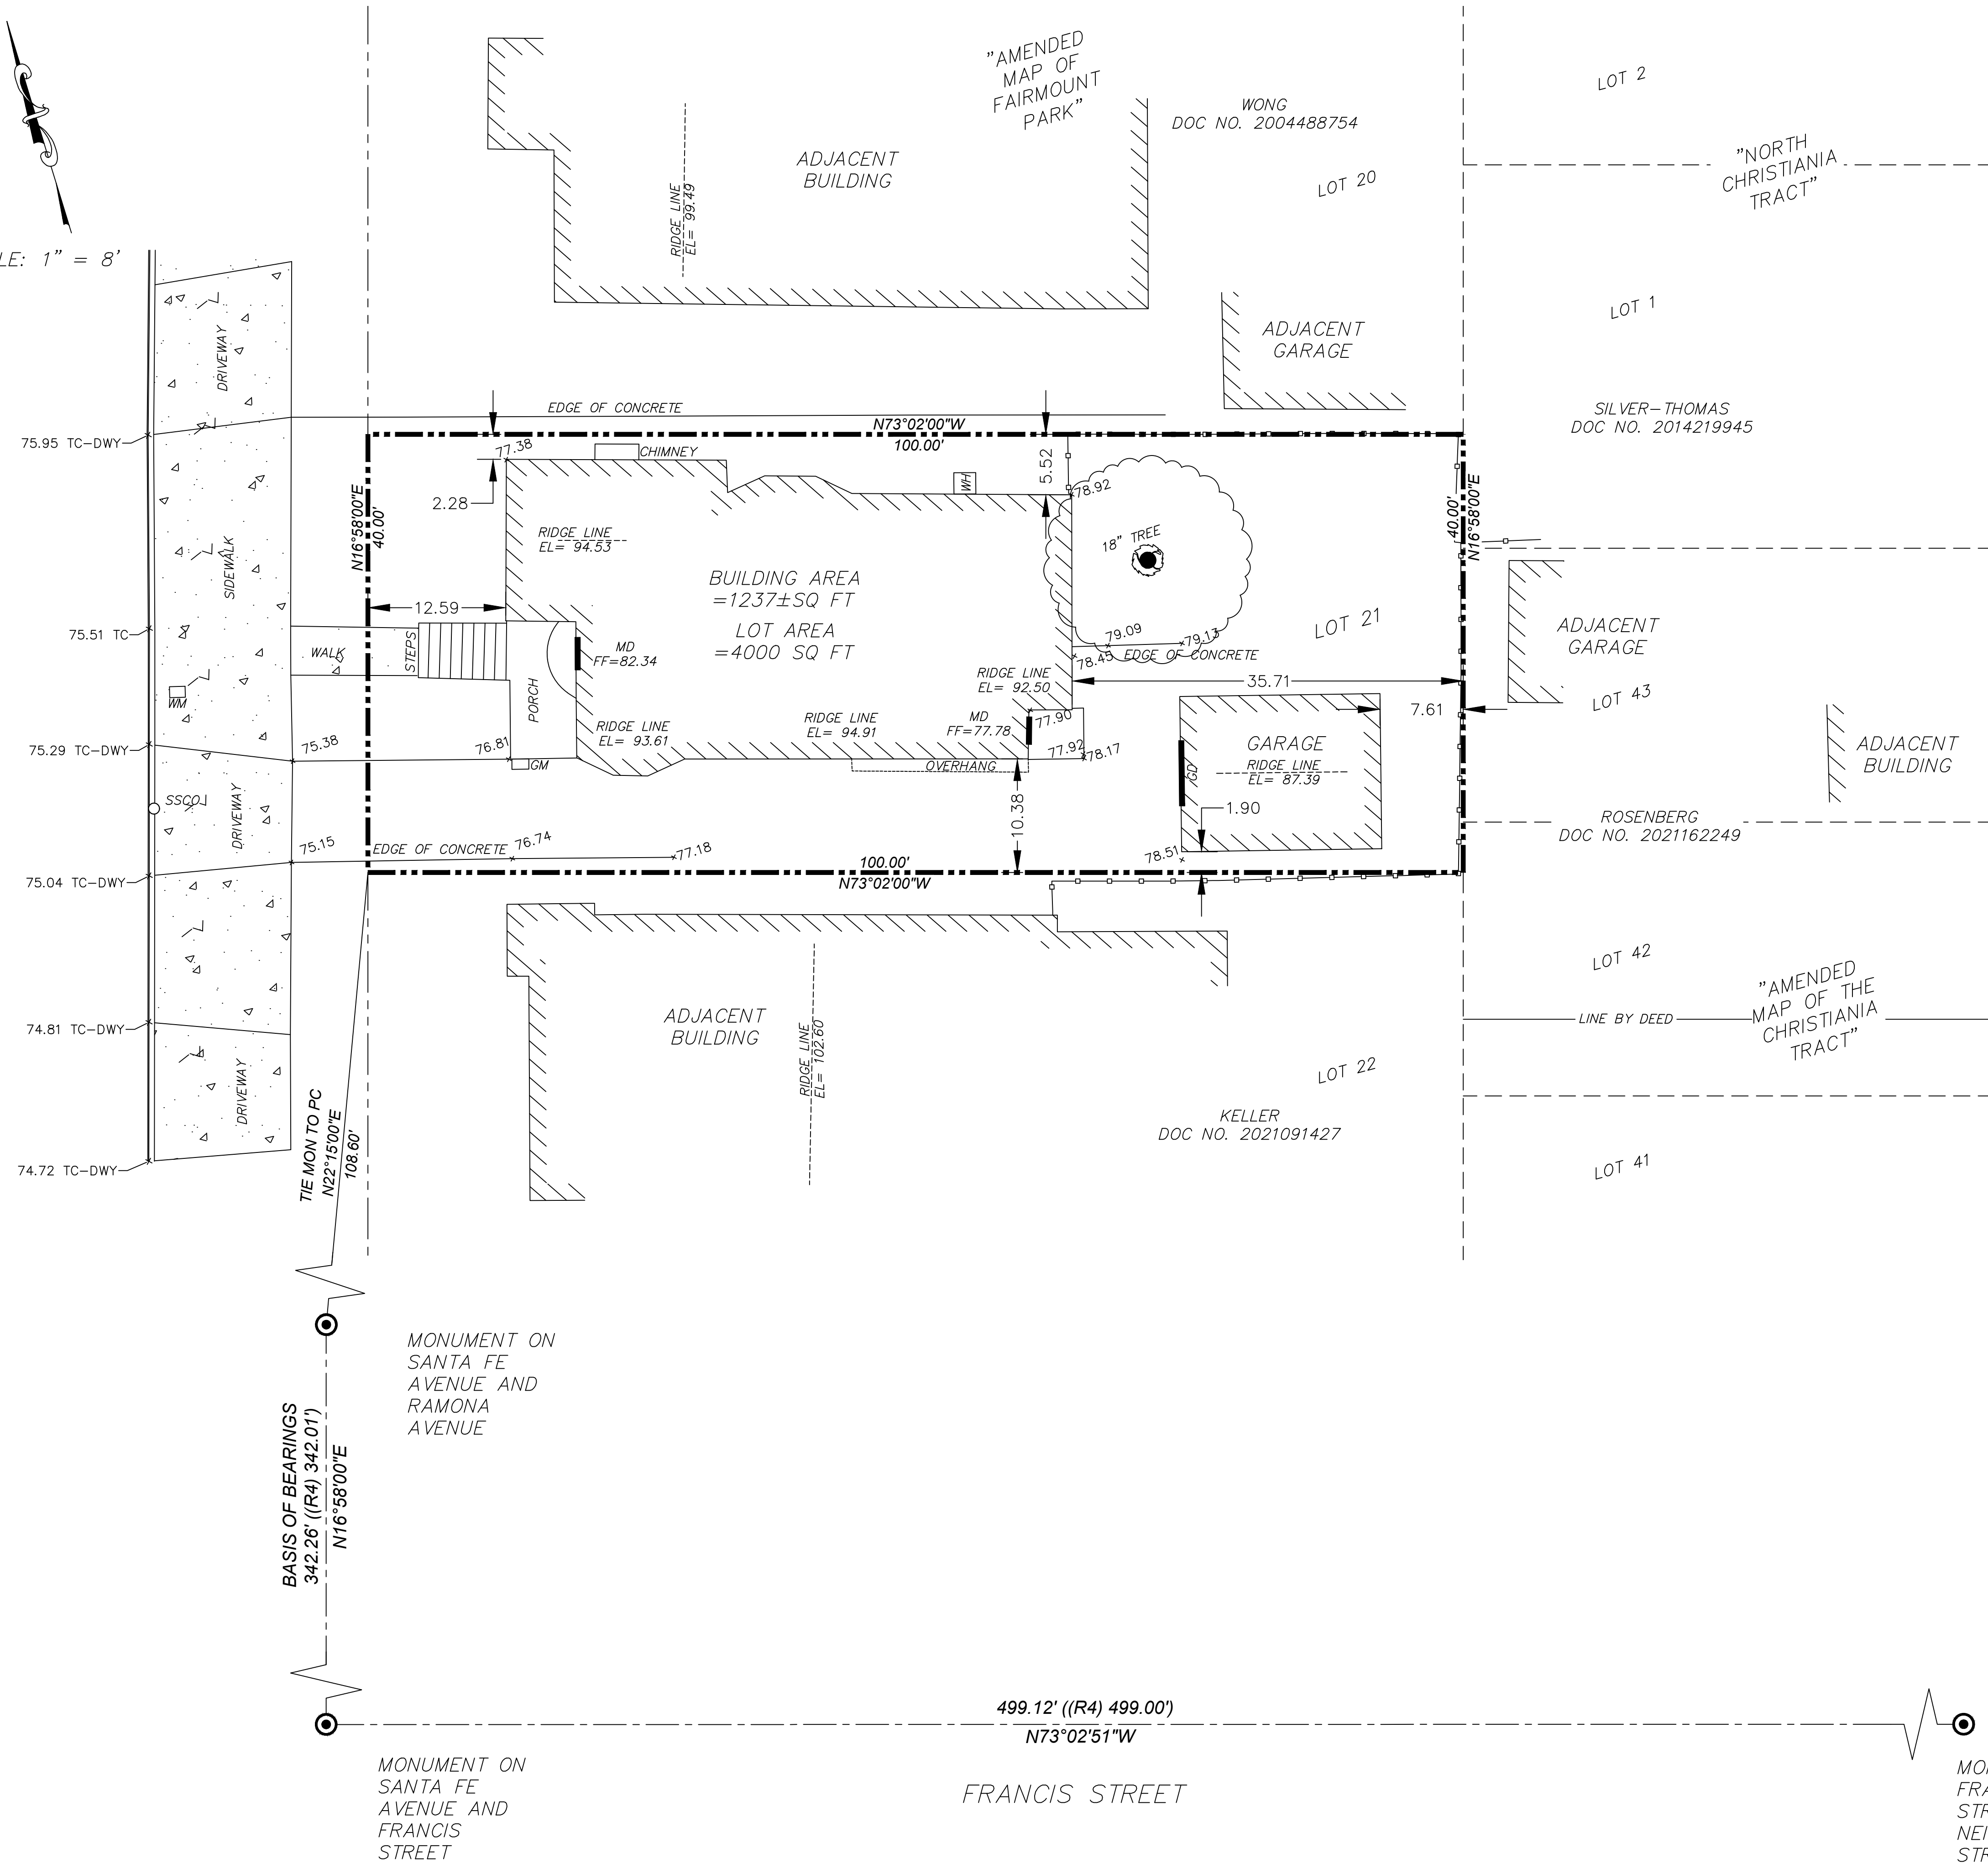 "AMENDED
MAP OF
FAIRMOUNT
PARK"
WONG
DOC NO. 2004488754
LOT 2
"NORTH
CHRISTIANIA
TRACT"
ADJACENT
BUILDING
LOT 20
RIDGE LINE
EL= 99.49
LE: 1" = 8'
LOT 1
DRIVEWAY
ADJACENT
GARAGE
SILVER-THOMAS
DOC NO. 2014219945
EDGE OF CONCRETE
N73°02'00"W
100.00'
75.95 TC-DWY
77.38
CHIMNEY
5.52
2.28
WH
78.92
N16°58'00"E
40.00'
40.00'
N16°58'00"E
RIDGE LINE
EL= 94.53
18" TREE
SIDEWALK
BUILDING AREA
=1237±SQ FT
LOT AREA
=4000 SQ FT
12.59
75.51 TC
WALK
STEPS
MD
FF=82.34
79.09
79.13
78.45
EDGE OF CONCRETE
LOT 21
ADJACENT
GARAGE
LOT 43
WM
PORCH
RIDGE LINE
EL= 92.50
35.71
7.61
75.29 TC-DWY
75.38
76.81
GM
RIDGE LINE
EL= 93.61
RIDGE LINE
EL= 94.91
MD
FF=77.78
77.90
77.92
78.17
OVERHANG
GARAGE
RIDGE LINE
EL= 87.39
GD
ADJACENT
BUILDING
SSCO
DRIVEWAY
10.38
1.90
ROSENBERG
DOC NO. 2021162249
75.15
EDGE OF CONCRETE
76.74
77.18
78.51
100.00'
N73°02'00"W
75.04 TC-DWY
LOT 42
"AMENDED
MAP OF THE
CHRISTIANIA
TRACT"
LINE BY DEED
74.81 TC-DWY
ADJACENT
BUILDING
RIDGE LINE
EL= 102.60
LOT 22
KELLER
DOC NO. 2021091427
LOT 41
DRIVEWAY
74.72 TC-DWY
TIE MON TO PC
N22°15'00"E
108.60'
MONUMENT ON
SANTA FE
AVENUE AND
RAMONA
AVENUE
BASIS OF BEARINGS
342.26' ((R4) 342.01')
N16°58'00"E
499.12' ((R4) 499.00')
N73°02'51"W
FRANCIS STREET
MONUMENT ON
SANTA FE
AVENUE AND
FRANCIS
STREET
MO
FRA
STR
NEI
STR